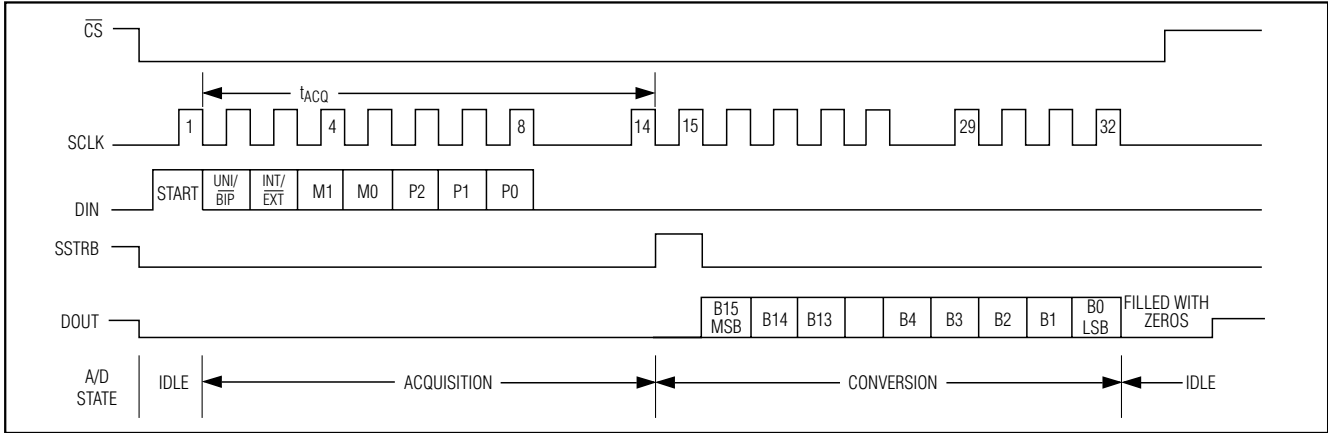 CS
tACQ
SCLK 1 4 8 14 15 29 32
DIN START UNI/BIP INT/EXT M1 M0 P2 P1 P0
SSTRB
DOUT B15 MSB B14 B13 B4 B3 B2 B1 B0 LSB FILLED WITH ZEROS
A/D STATE IDLE ACQUISITION CONVERSION IDLE